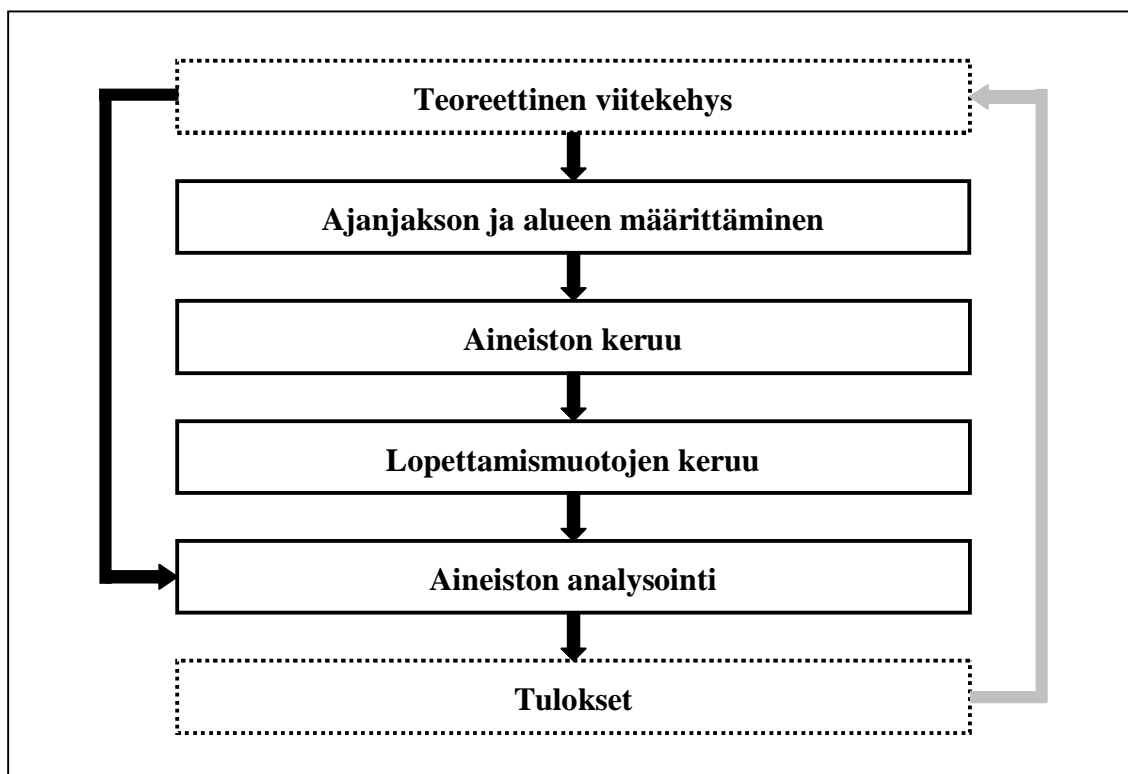 Teoreettinen viitekehys
Ajanjakson ja alueen määrittäminen
Aineiston keruu
Lopettamismuotojen keruu
Aineiston analysointi
Tulokset